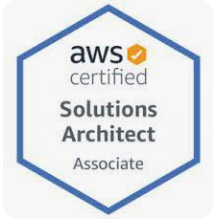 aws
certified
Solutions
Architect
Associate